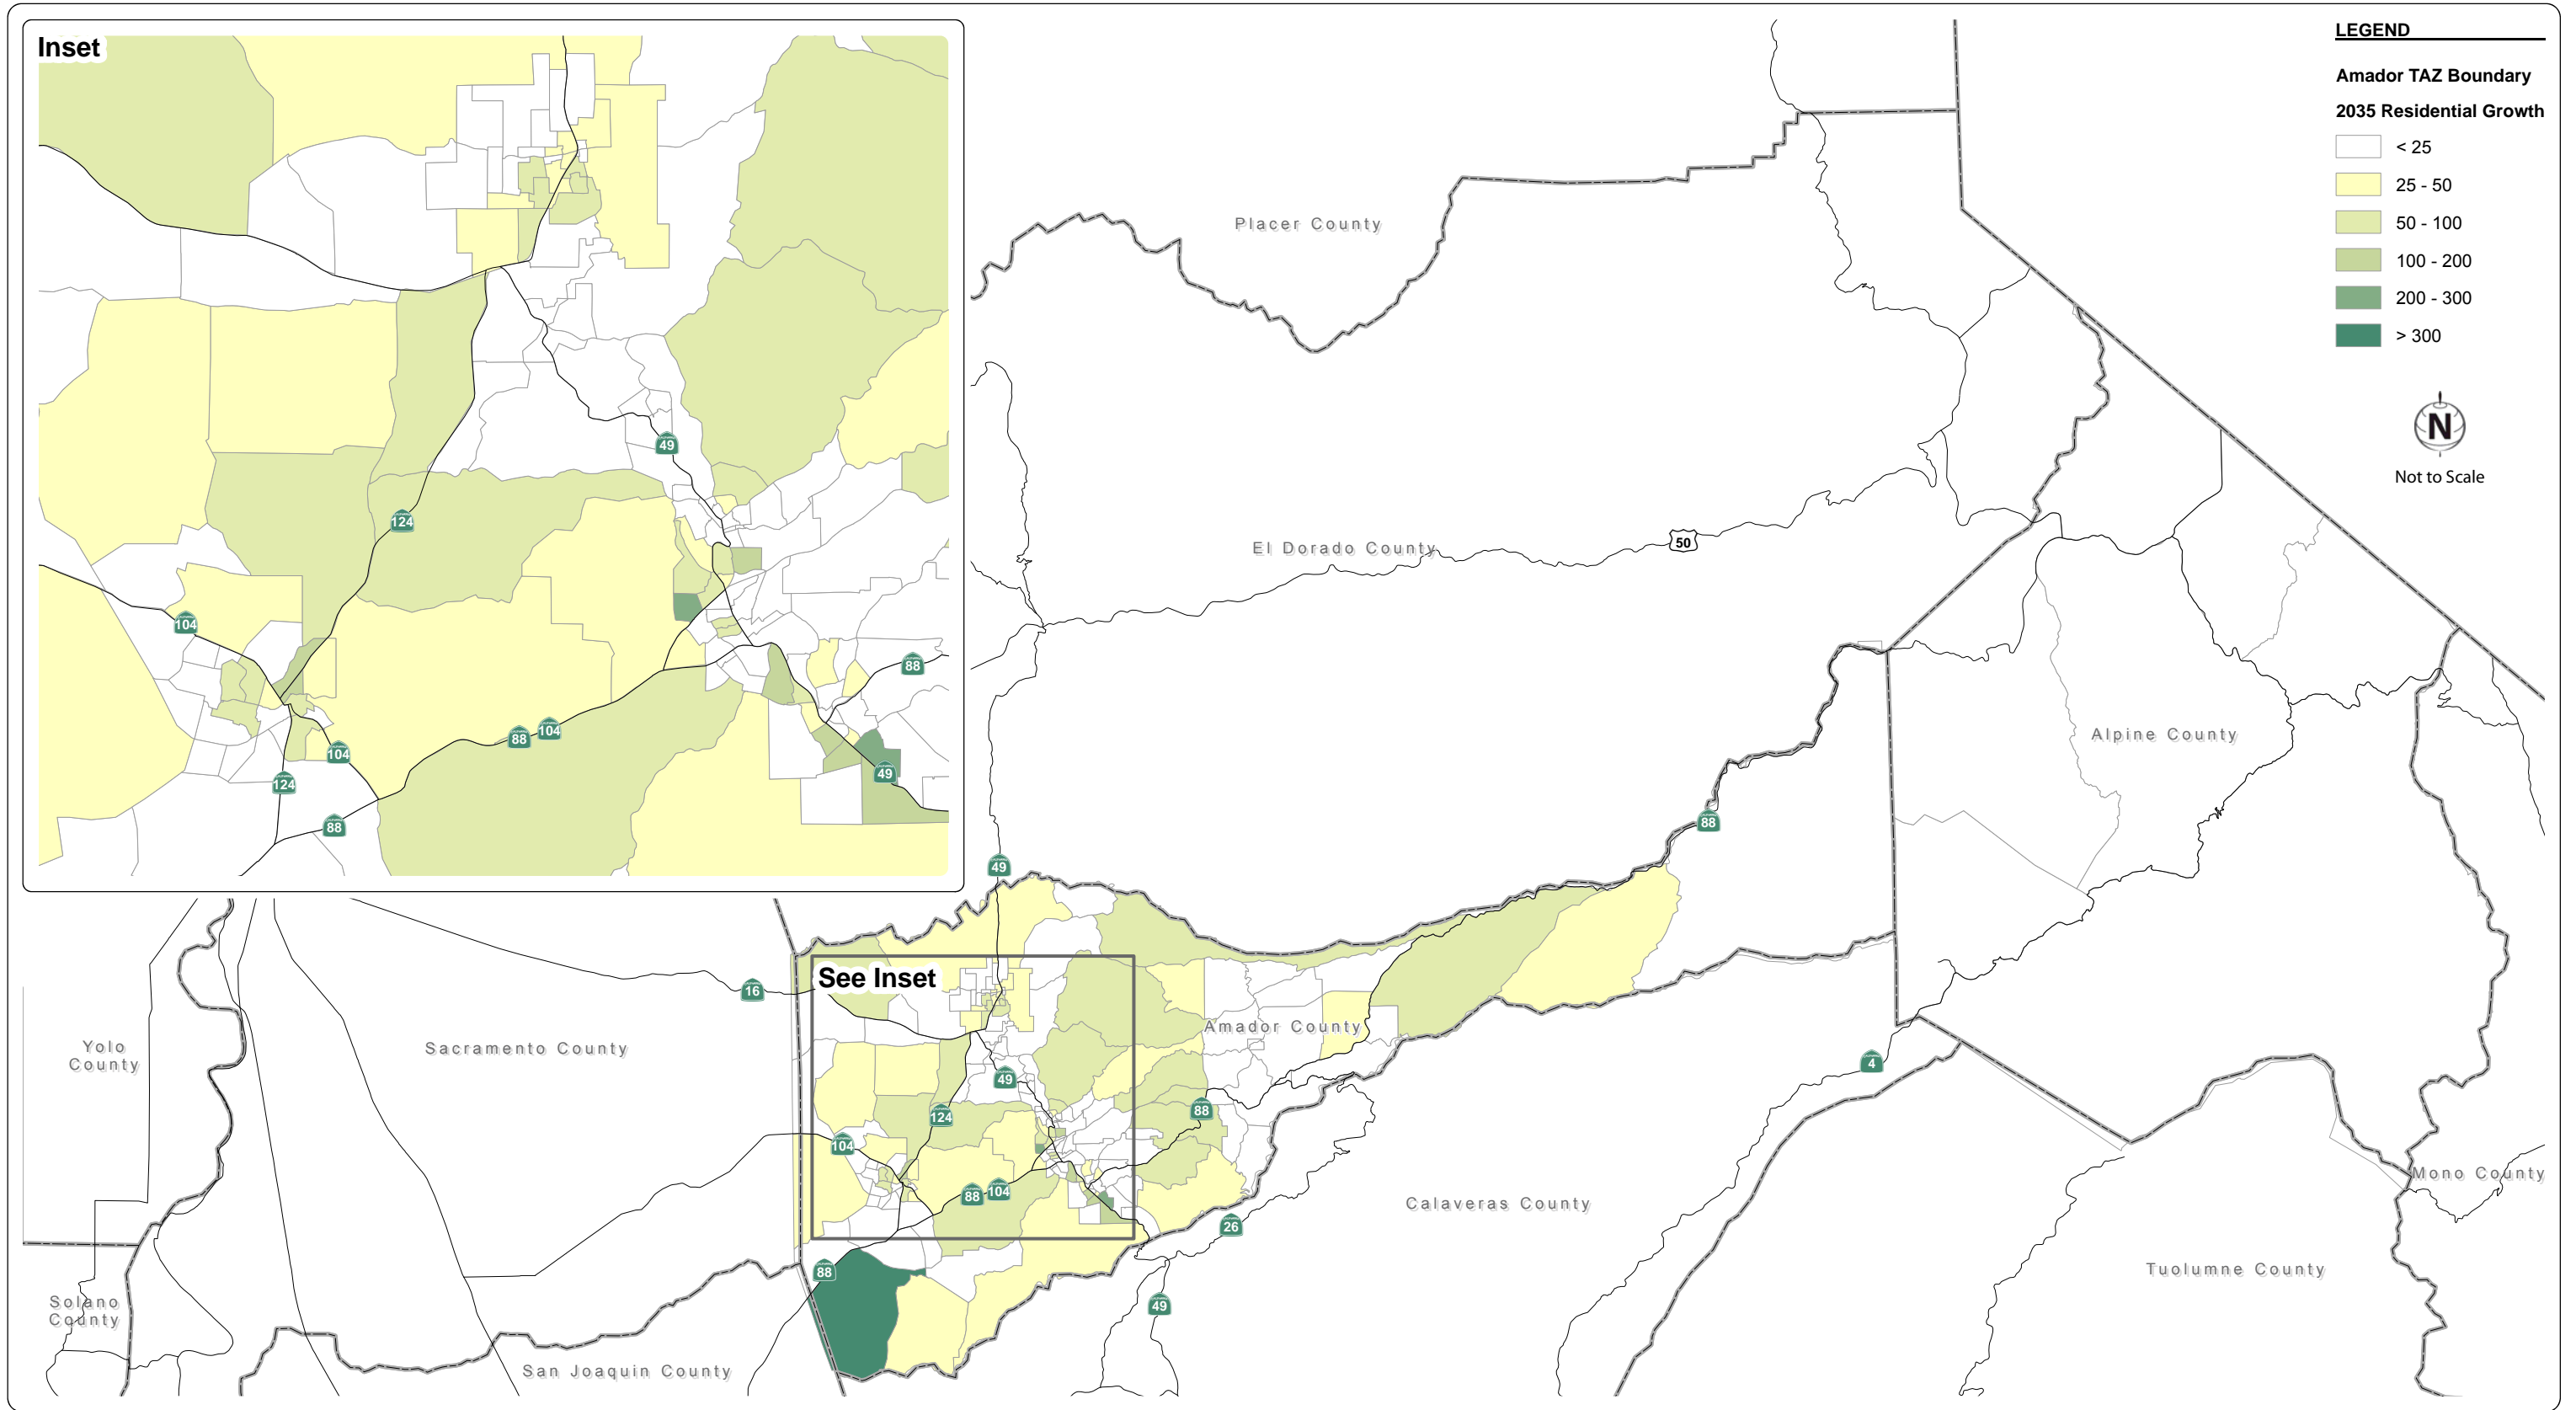 Inset
49
124
104
88
88
104
104
124
88
49
LEGEND
Amador TAZ Boundary
2035 Residential Growth
< 25
25 - 50
50 - 100
100 - 200
200 - 300
> 300
N
Not to Scale
Placer County
El Dorado County
50
Alpine County
88
49
See Inset
16
Amador County
Yolo
County
Sacramento County
49
4
124
88
104
88
104
Mono County
Calaveras County
26
88
Tuolumne County
Solano
County
49
San Joaquin County